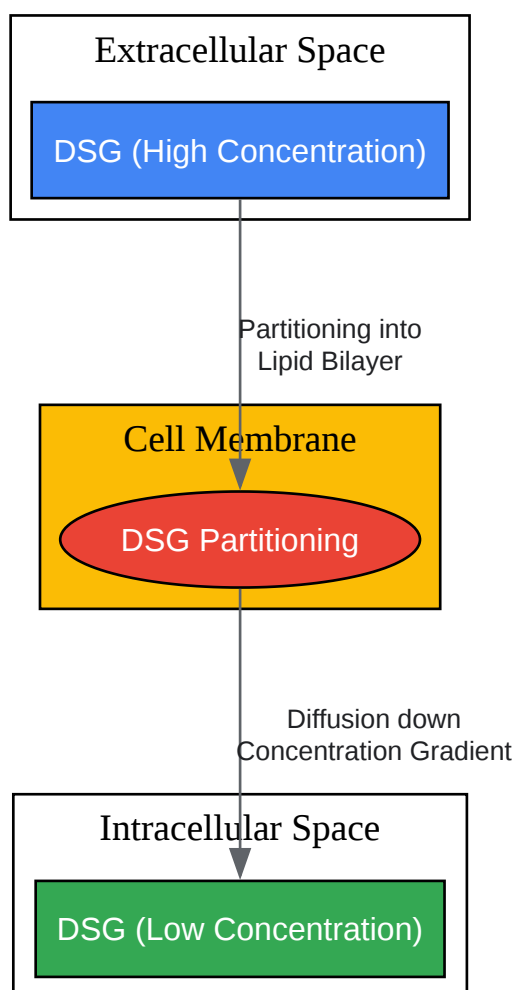 Extracellular Space
DSG (High Concentration)
Partitioning into
Lipid Bilayer
Cell Membrane
DSG Partitioning
Diffusion down
Concentration Gradient
Intracellular Space
DSG (Low Concentration)